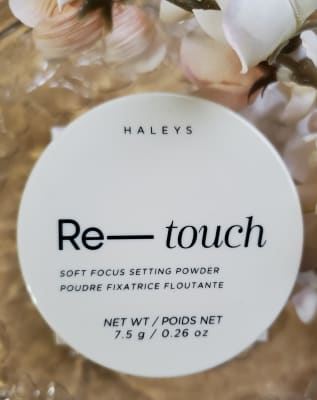 HALEYS
Re— touch
SOFT FOCUS SETTING POWDER
POUDRE FIXATRICE FLOUTANTE
NET WT / POIDS NET
7.5 g / 0.26 oz